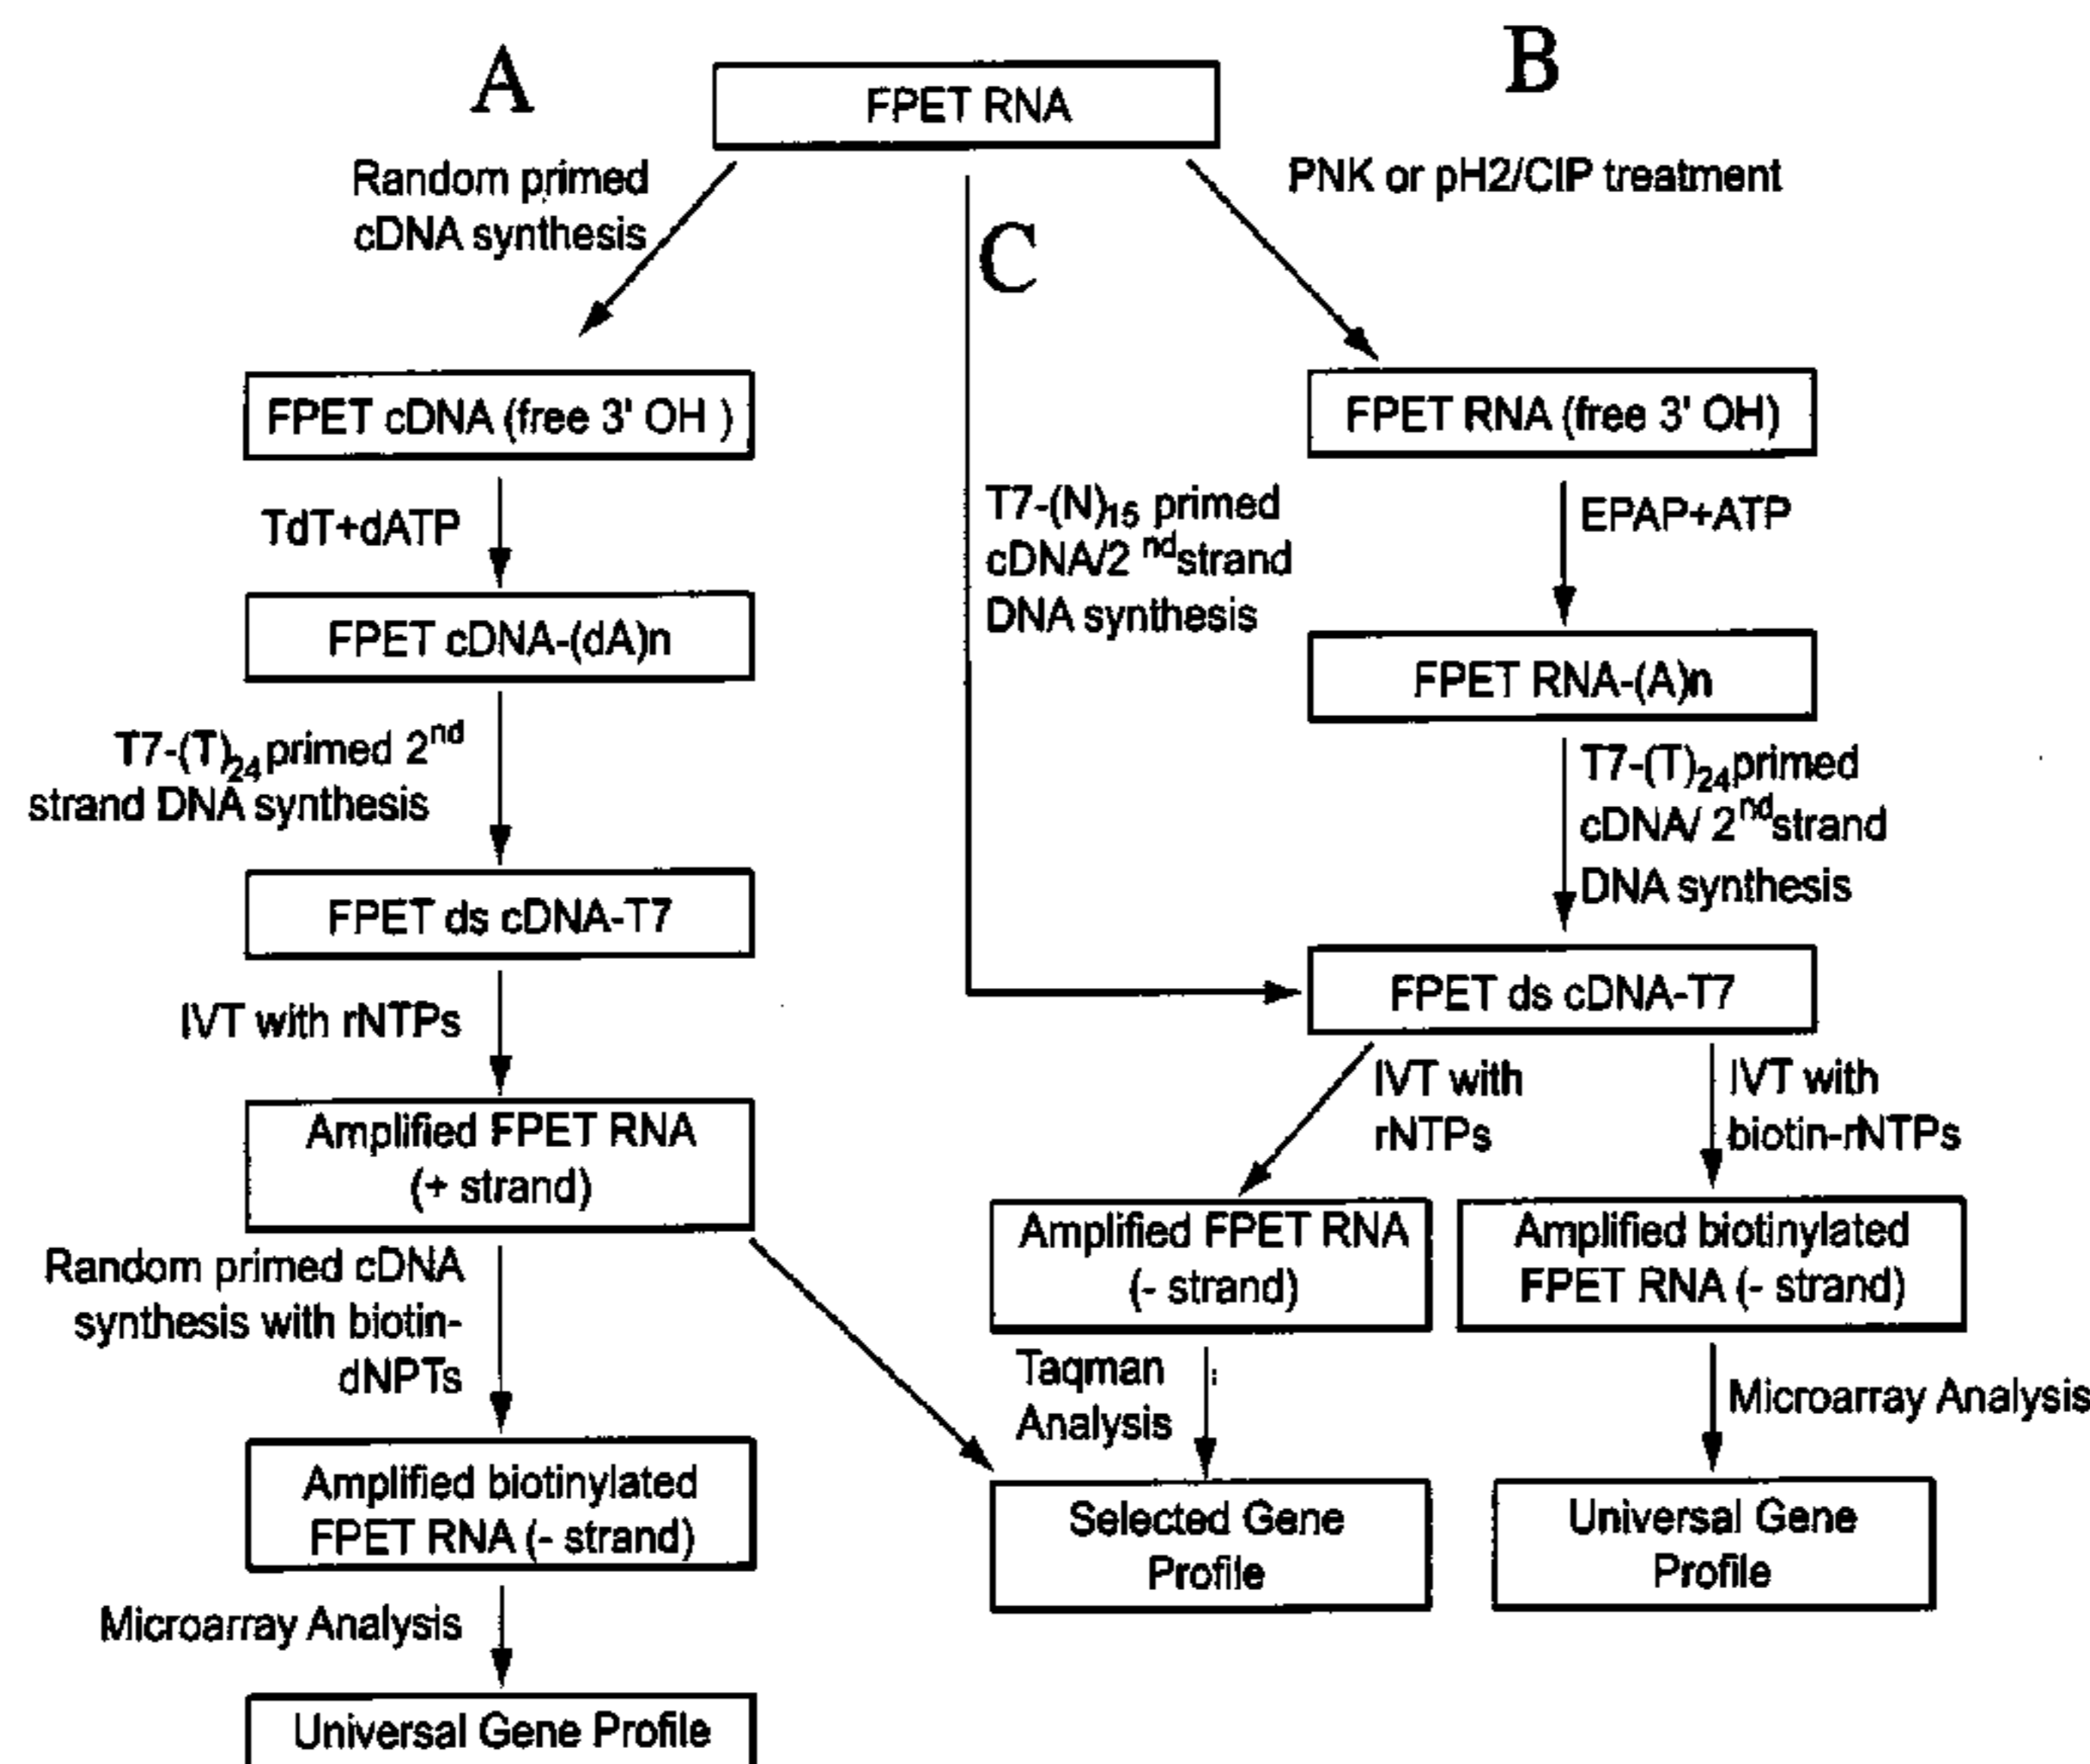 A
B
FPET RNA
Random primed
cDNA synthesis
PNK or pH2/CIP treatment
C
FPET cDNA (free 3' OH )
FPET RNA (free 3' OH)
TdT+dATP
T7-(N)15 primed
cDNA/2 nd strand
DNA synthesis
EPAP+ATP
FPET cDNA-(dA)n
FPET RNA-(A)n
T7-(T)24 primed 2nd
strand DNA synthesis
T7-(T)24 primed
cDNA/ 2nd strand
DNA synthesis
FPET ds cDNA-T7
FPET ds cDNA-T7
IVT with rNTPs
IVT with
rNTPs
IVT with
biotin-rNTPs
Amplified FPET RNA
(+ strand)
Amplified FPET RNA
(- strand)
Amplified biotinylated
FPET RNA (- strand)
Random primed cDNA
synthesis with biotin-
dNPTs
Taqman
Analysis
Microarray Analysis
Amplified biotinylated
FPET RNA (- strand)
Selected Gene
Profile
Universal Gene
Profile
Microarray Analysis
Universal Gene Profile